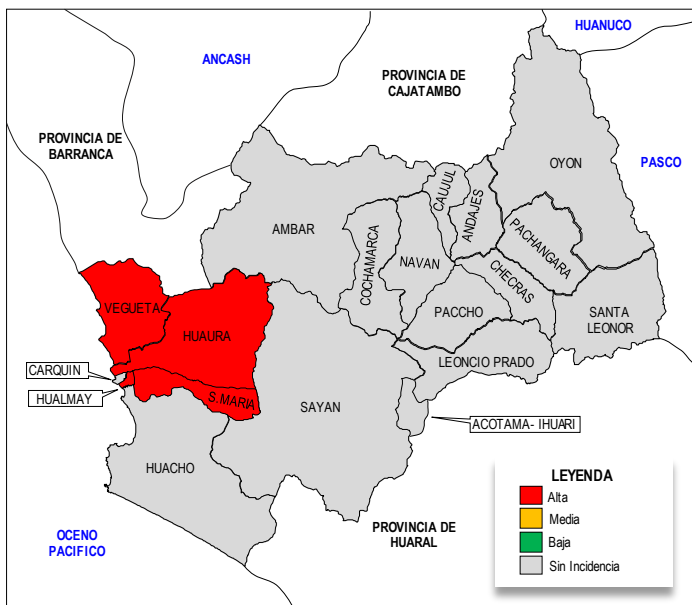 HUANUCO
ANCASH
PROVINCIA DE
CAJATAMBO
PROVINCIA DE
BARRANCA
OYON
PASCO
CAUJUL
ANDAJES
AMBAR
COCHAMARCA
NAVAN
PACHANGARA
CHECRAS
VEGUETA
HUAURA
PACCHO
SANTA
LEONOR
LEONCIO PRADO
CARQUIN
HUALMAY
S.MARIA
SAYAN
ACOTAMA- IHUARI
HUACHO
OCENO
PACIFICO
PROVINCIA DE
HUARAL
LEYENDA
Alta
Media
Baja
Sin Incidencia